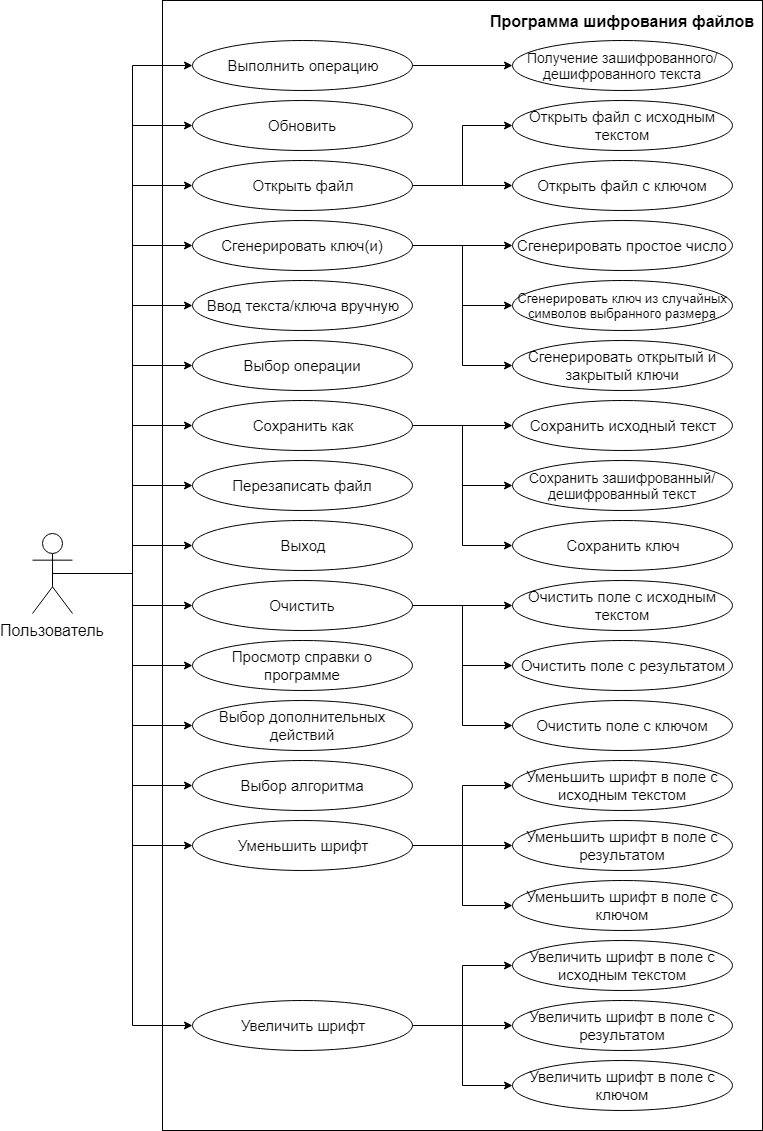 Программа шифрования файлов
Выполнить операцию
Получение зашифрованного/
дешифрованного текста
Обновить
Открыть файл с исходным
текстом
Открыть файл
Открыть файл с ключом
Сгенерировать ключ(и)
Сгенерировать простое число
Ввод текста/ключа вручную
Сгенерировать ключ из случайных
символов выбранного размера
Выбор операции
Сгенерировать открытый и
закрытый ключи
Сохранить как
Сохранить исходный текст
Перезаписать файл
Сохранить зашифрованный/
дешифрованный текст
Выход
Сохранить ключ
Пользователь
Очистить
Очистить поле с исходным
текстом
Просмотр справки о
программе
Очистить поле с результатом
Выбор дополнительных
действий
Очистить поле с ключом
Выбор алгоритма
Уменьшить шрифт в поле с
исходным текстом
Уменьшить шрифт
Уменьшить шрифт в поле с
результатом
Уменьшить шрифт в поле с
ключом
Увеличить шрифт в поле с
исходным текстом
Увеличить шрифт
Увеличить шрифт в поле с
результатом
Увеличить шрифт в поле с
ключом